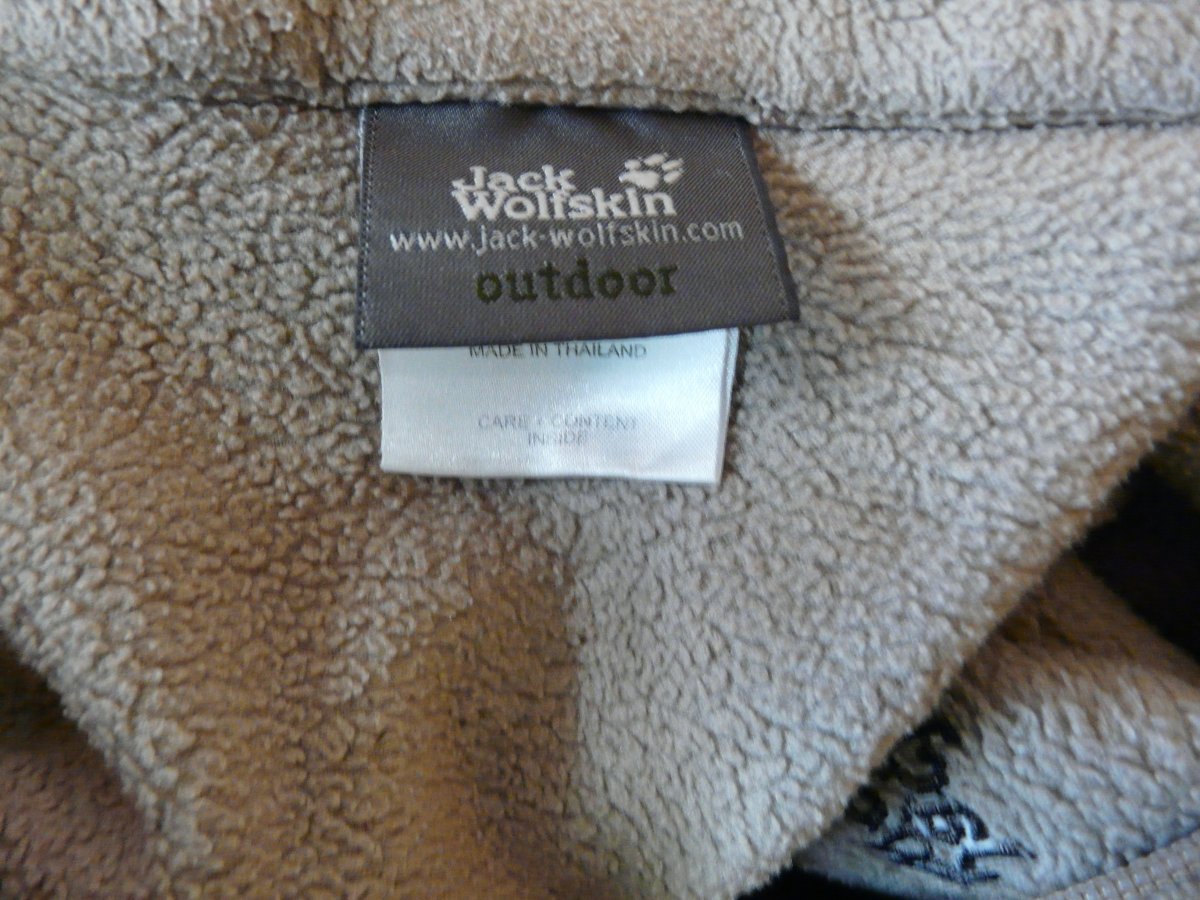 Jack
Wolfskin
www.jack-wolfskin.com
outdoor
MADE IN THAILAND
CARE + CONTENT
INSIDE